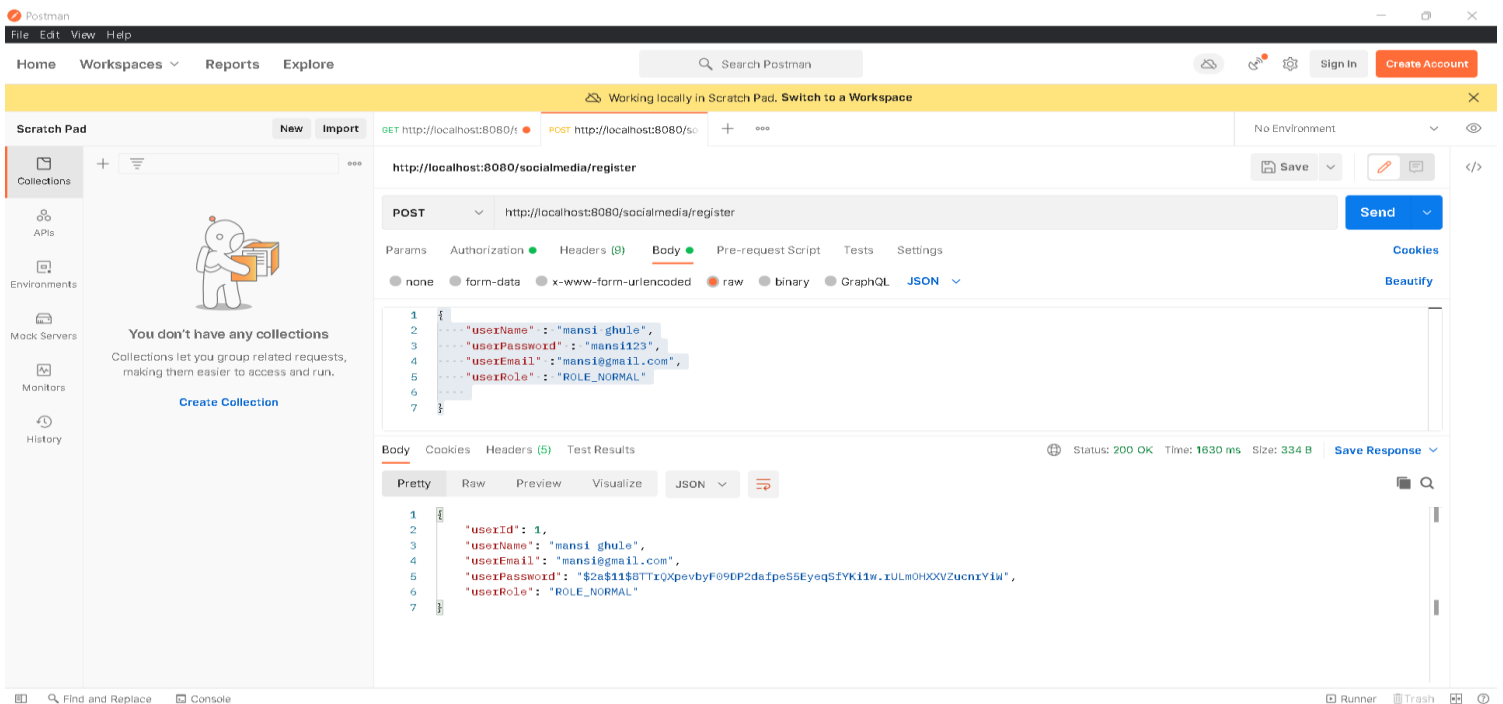 Postman
File Edit View Help
Home Workspaces Reports Explore Search Postman Sign In Create Account
Working locally in Scratch Pad. Switch to a Workspace
Scratch Pad New Import
GET http://localhost:8080/s POST http://localhost:8080/so No Environment
Collections
APIs
Environments
Mock Servers
Monitors
History
You don't have any collections
Collections let you group related requests,
making them easier to access and run.
Create Collection
http://localhost:8080/socialmedia/register Save
POST http://localhost:8080/socialmedia/register Send
Params Authorization Headers (9) Body Pre-request Script Tests Settings Cookies
none form-data x-www-form-urlencoded raw binary GraphQL JSON Beautify
1 {
2 ····"userName"·:·"mansi·ghule",
3 ····"userPassword"·:·"mansi123",
4 ····"userEmail"·:"mansi@gmail.com",
5 ····"userRole"·:·"ROLE_NORMAL"
6 ····
7 }
Body Cookies Headers (5) Test Results Status: 200 OK Time: 1630 ms Size: 334 B Save Response
Pretty Raw Preview Visualize JSON
1 {
2 "userId": 1,
3 "userName": "mansi ghule",
4 "userEmail": "mansi@gmail.com",
5 "userPassword": "$2a$11$8TTrQXpevbyF09DP2dafpeS5EyeqSfYKi1w.rULmOHXXVZucnrYiW",
6 "userRole": "ROLE_NORMAL"
7 }
Find and Replace Console Runner Trash